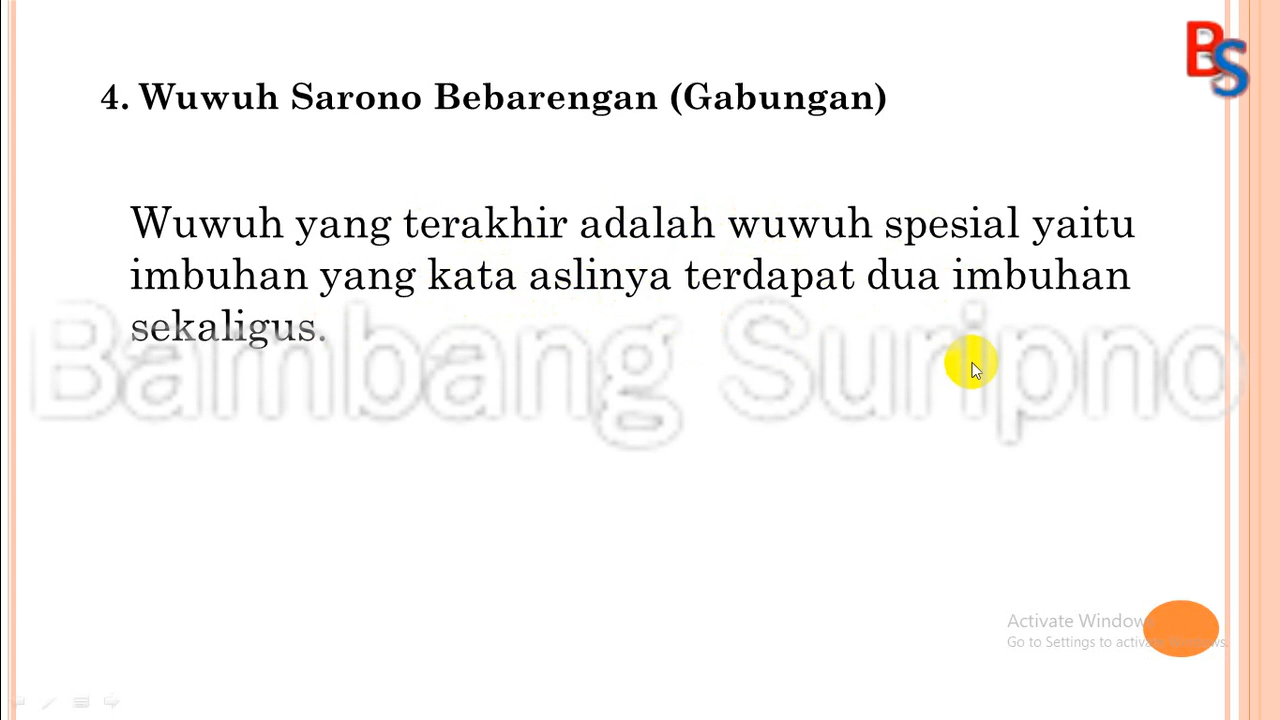 BS
4. Wuwuh Sarono Bebarengan (Gabungan)
Wuwuh yang terakhir adalah wuwuh spesial yaitu
imbuhan yang kata aslinya terdapat dua imbuhan
sekaligus.
Bambang Suripno
Activate Windows
Go to Settings to activate Windows.